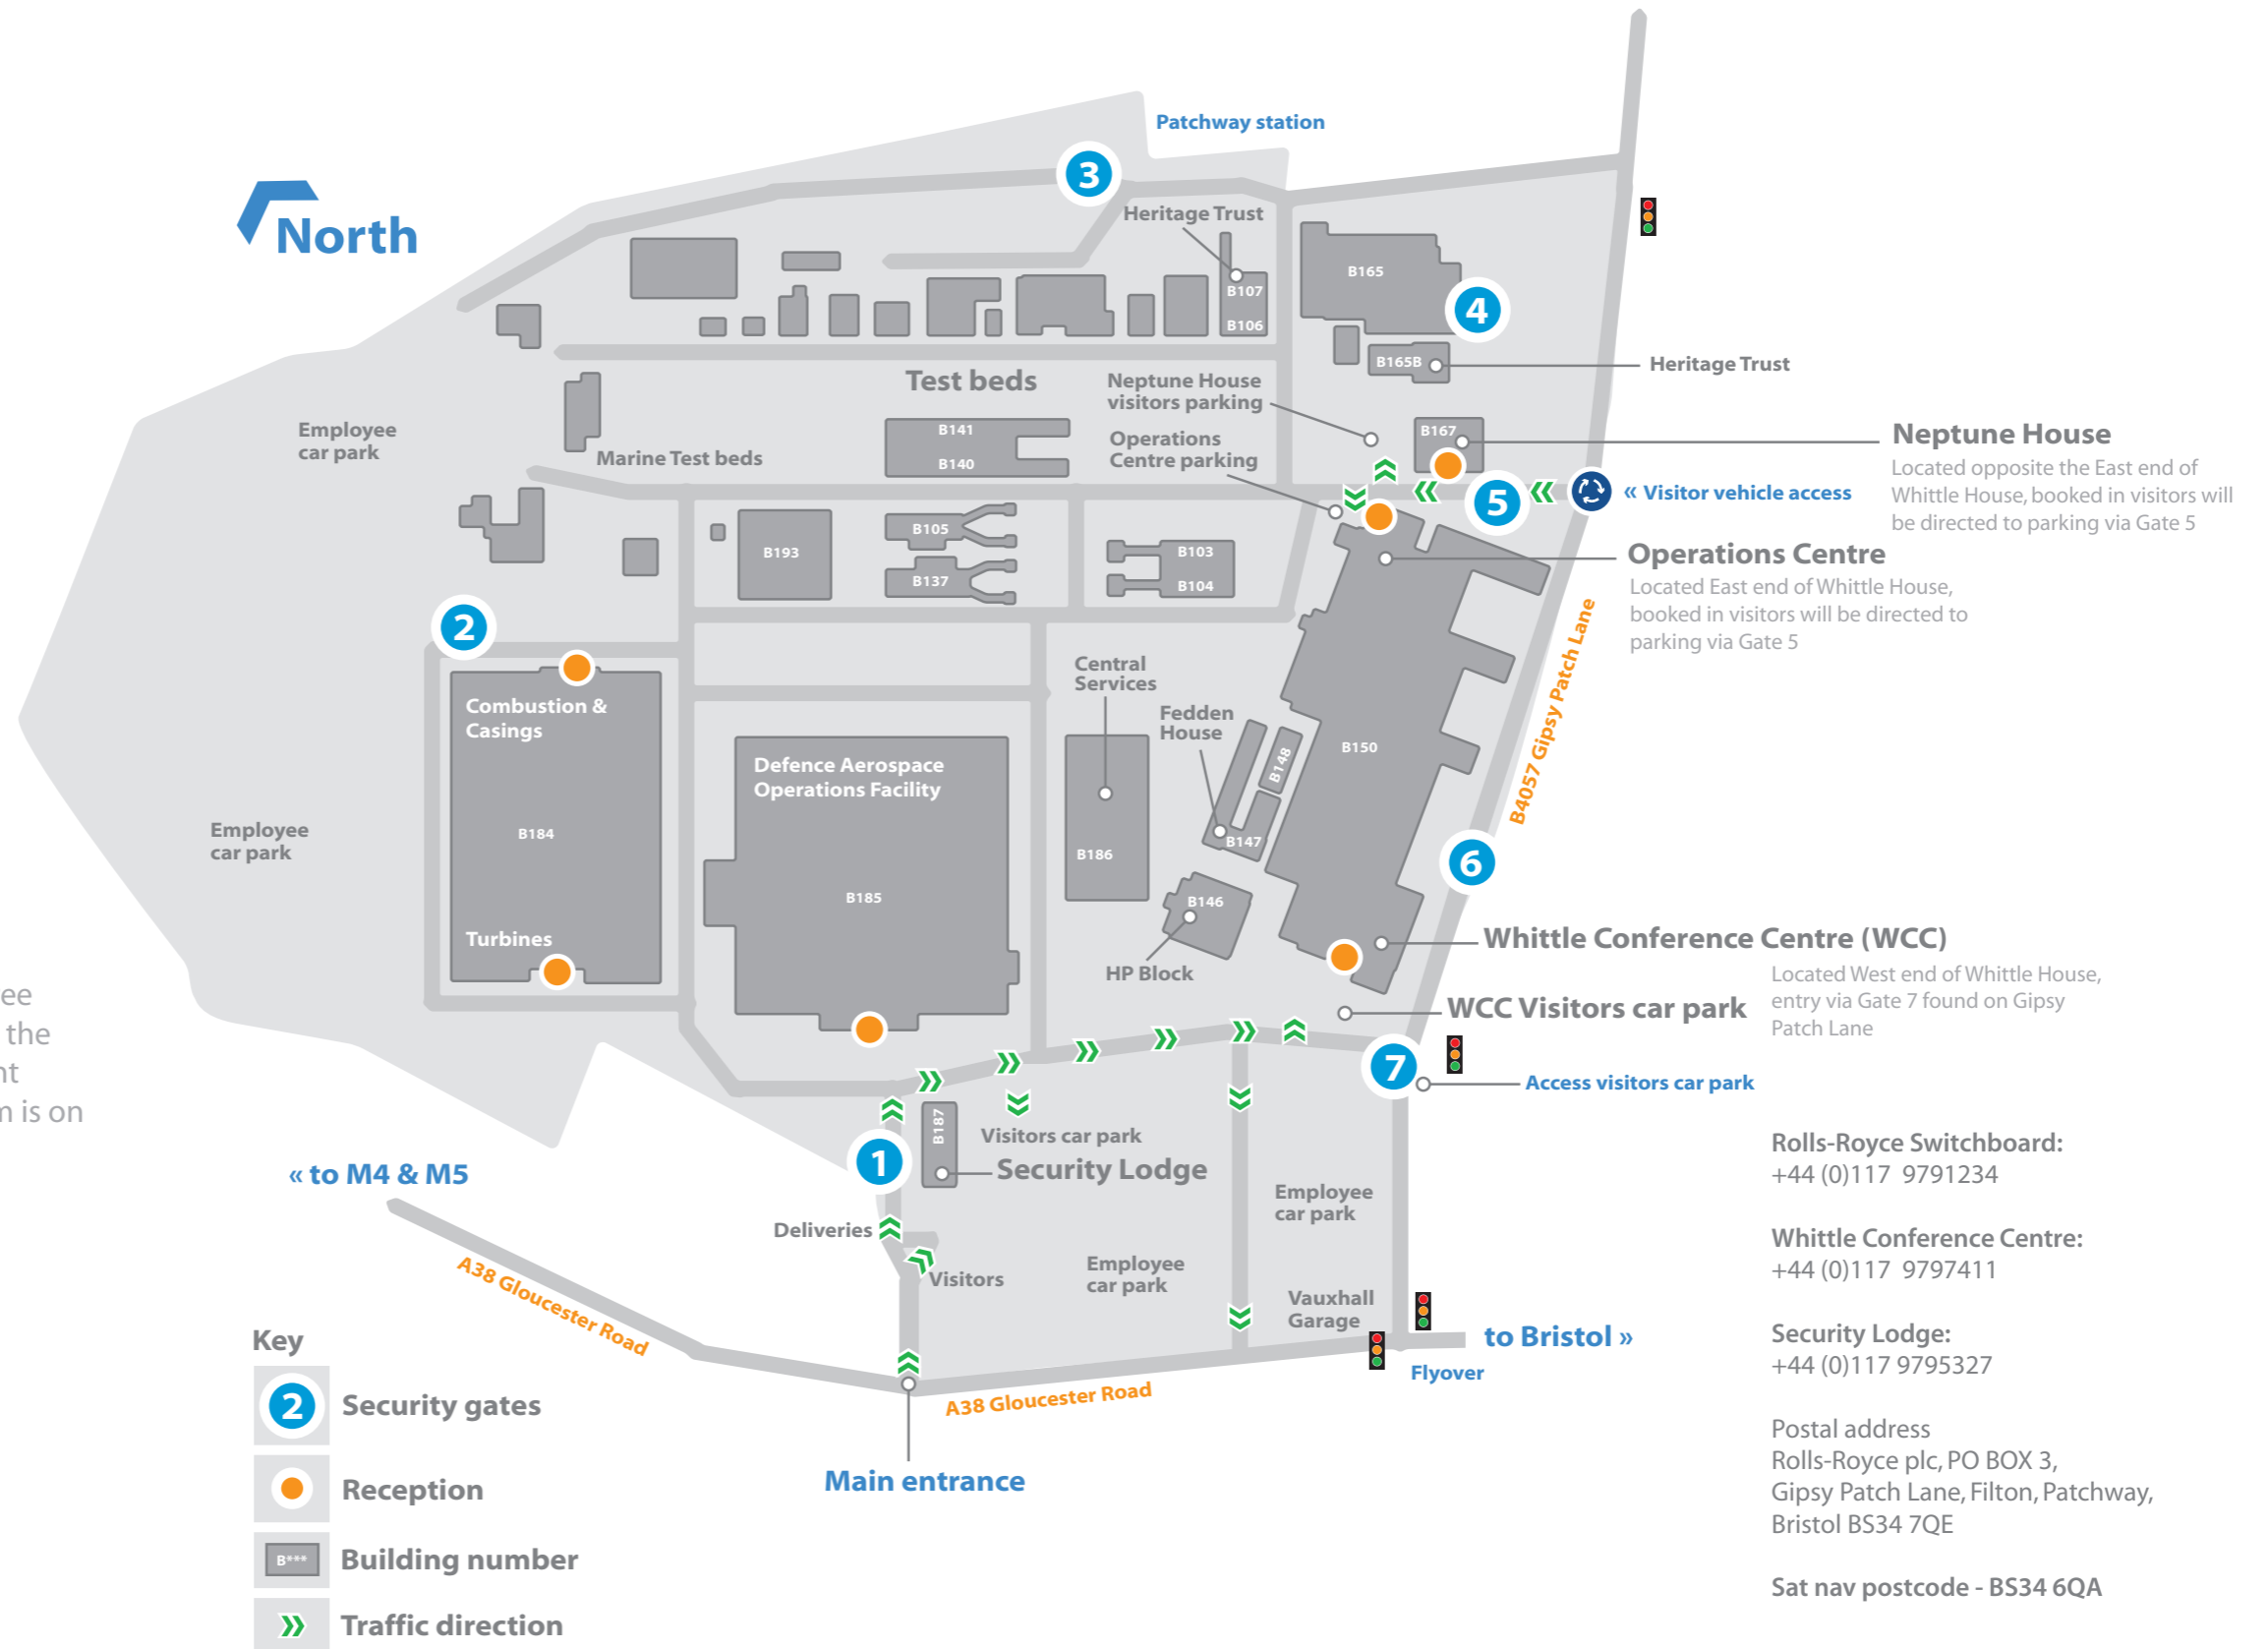 Patchway station
North
3
Heritage Trust
B107
B106
B165
4
B165B
Heritage Trust
Test beds
Neptune House
visitors parking
Operations
Centre parking
B141
B140
Employee
car park
Marine Test beds
B167
Neptune House
Located opposite the East end of
Whittle House, booked in visitors will
be directed to parking via Gate 5
5
« Visitor vehicle access
B193
B105
B137
B103
B104
Operations Centre
Located East end of Whittle House,
booked in visitors will be directed to
parking via Gate 5
2
B4057 Gipsy Patch Lane
Central
Services
Fedden
House
Combustion &
Casings
B184
Turbines
Defence Aerospace
Operations Facility
B185
B186
B148
B147
B150
B146
HP Block
Employee
car park
6
Whittle Conference Centre (WCC)
Located West end of Whittle House,
entry via Gate 7 found on Gipsy
Patch Lane
WCC Visitors car park
7
Access visitors car park
ee
the
nt
m is on
B187
1
Visitors car park
Security Lodge
« to M4 & M5
Deliveries
Visitors
Employee
car park
Employee
car park
Vauxhall
Garage
A38 Gloucester Road
A38 Gloucester Road
to Bristol »
Flyover
Main entrance
Key
2
Security gates
Reception
B***
Building number
Traffic direction
Rolls-Royce Switchboard:
+44 (0)117 9791234
Whittle Conference Centre:
+44 (0)117 9797411
Security Lodge:
+44 (0)117 9795327
Postal address
Rolls-Royce plc, PO BOX 3,
Gipsy Patch Lane, Filton, Patchway,
Bristol BS34 7QE
Sat nav postcode - BS34 6QA